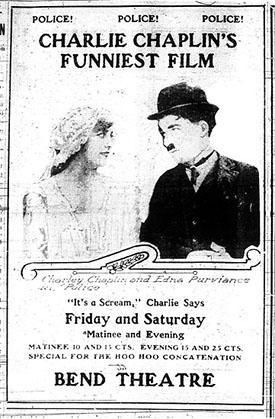 POLICE! POLICE! POLICE!
CHARLIE CHAPLIN'S
FUNNIEST FILM
Essanay
Charley Chaplin and Edna Purviance
in "Police"
"It's a Scream," Charlie Says
Friday and Saturday
Matinee and Evening
MATINEE 10 AND 15 CTS. EVENING 15 AND 25 CTS.
SPECIAL FOR THE HOO HOO CONCATENATION
BEND THEATRE